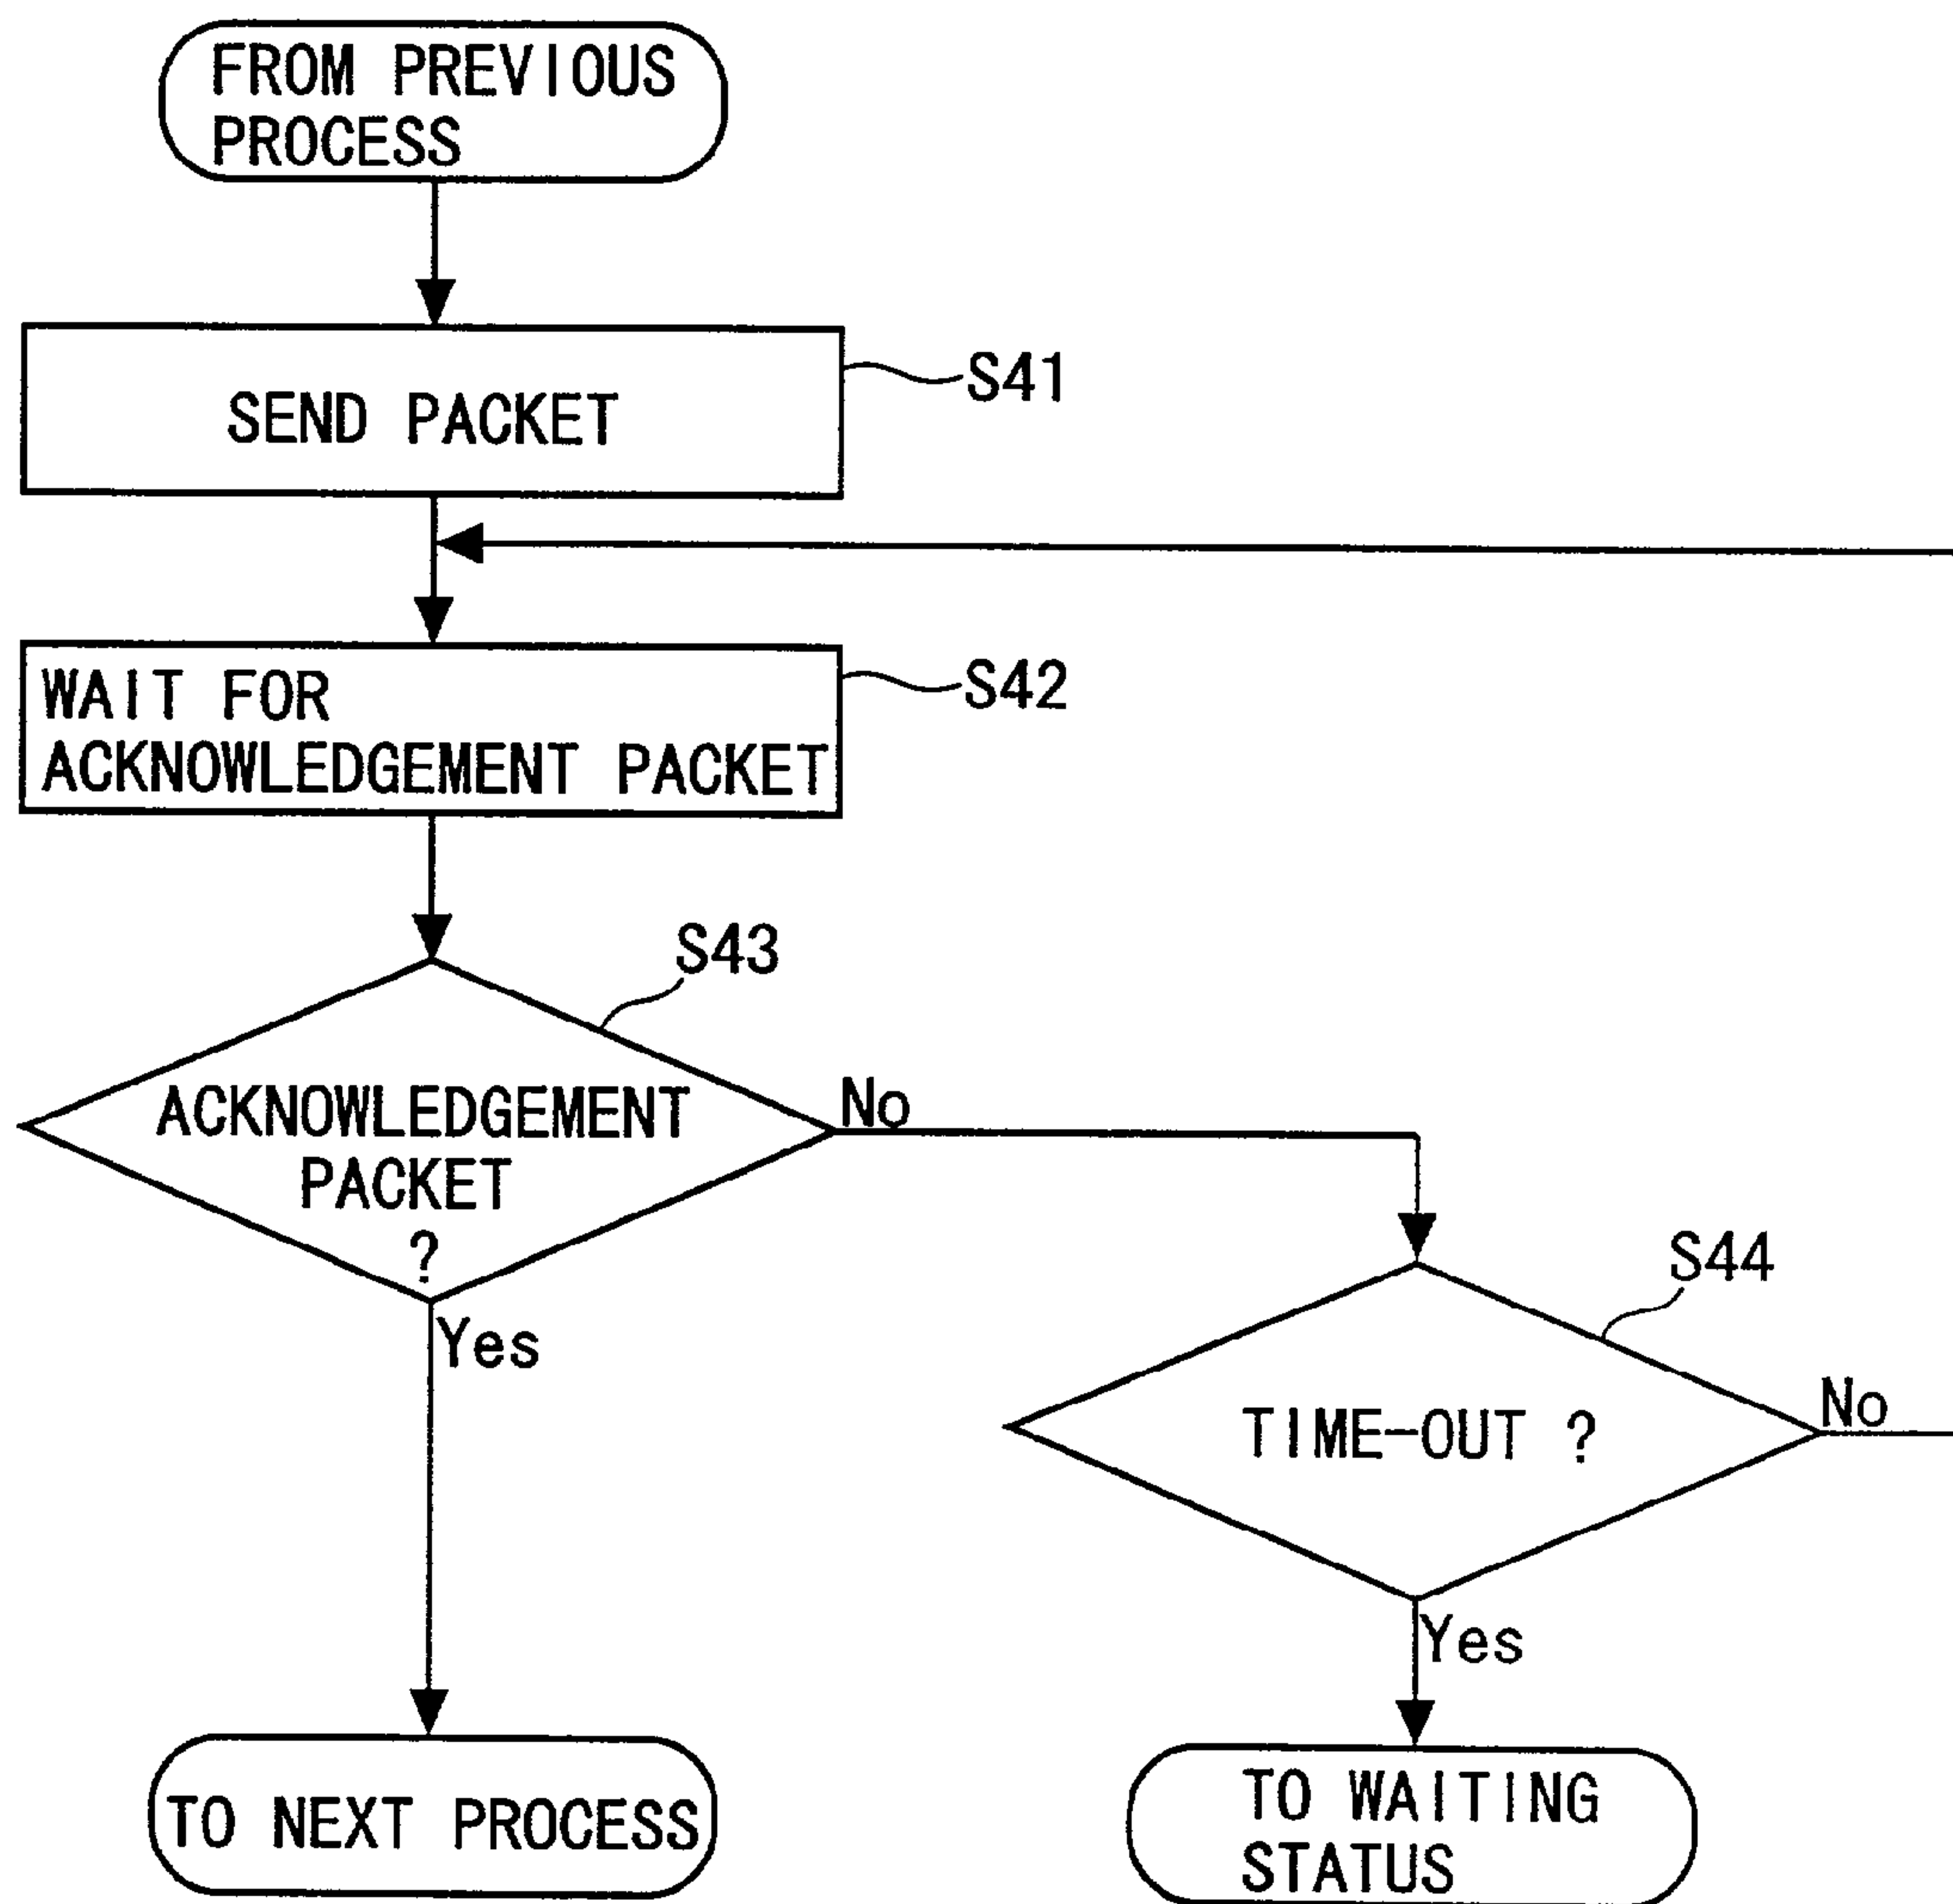 FROM PREVIOUS
PROCESS
SEND PACKET
S41
WAIT FOR
ACKNOWLEDGEMENT PACKET
S42
S43
ACKNOWLEDGEMENT
PACKET
?
No
Yes
S44
TIME-OUT ?
No
Yes
TO NEXT PROCESS
TO WAITING
STATUS